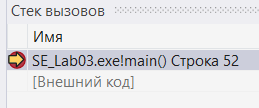 Стек вызовов
Имя
SE_Lab03.exe!main() Строка 52
[Внешний код]